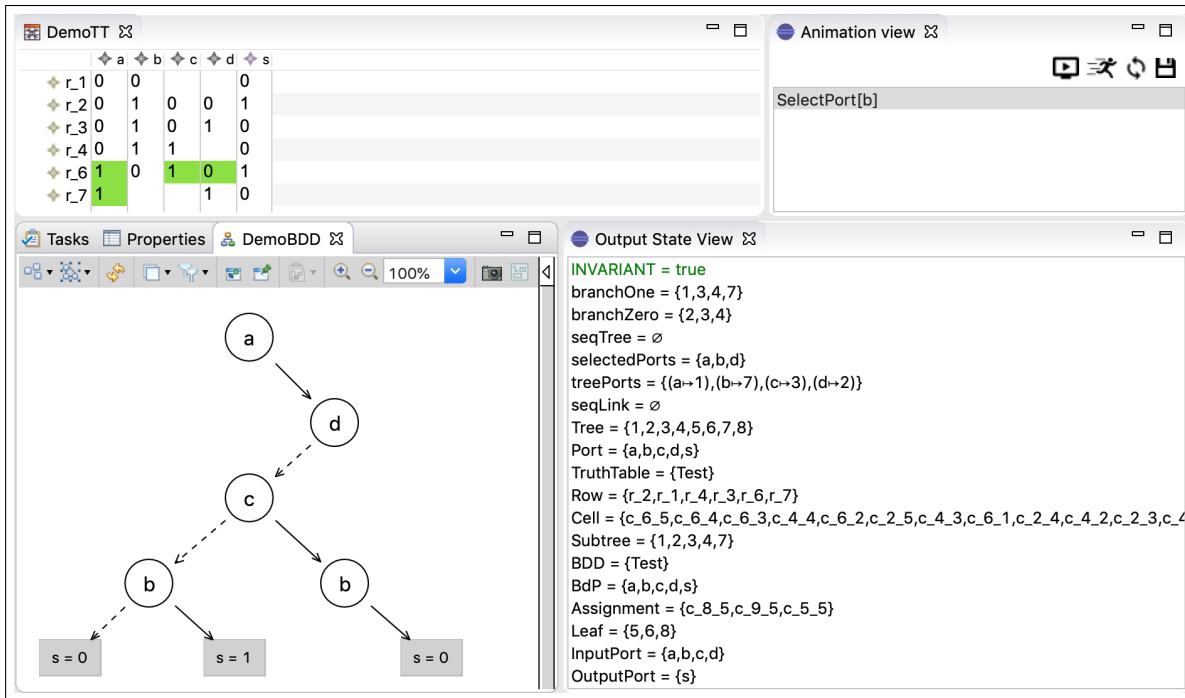 DemoTT
a b c d s
r_1 0 0 0
r_2 0 1 0 0 1
r_3 0 1 0 1 0
r_4 0 1 1 0
r_6 1 0 1 0 1
r_7 1 1 0
Animation view
SelectPort[b]
Tasks Properties DemoBDD
100%
a
d
c
b b
s = 0 s = 1 s = 0
Output State View
INVARIANT = true
branchOne = {1,3,4,7}
branchZero = {2,3,4}
seqTree = ∅
selectedPorts = {a,b,d}
treePorts = {(a↦1),(b↦7),(c↦3),(d↦2)}
seqLink = ∅
Tree = {1,2,3,4,5,6,7,8}
Port = {a,b,c,d,s}
TruthTable = {Test}
Row = {r_2,r_1,r_4,r_3,r_6,r_7}
Cell = {c_6_5,c_6_4,c_6_3,c_4_4,c_6_2,c_2_5,c_4_3,c_6_1,c_2_4,c_4_2,c_2_3,c_4
Subtree = {1,2,3,4,7}
BDD = {Test}
BdP = {a,b,c,d,s}
Assignment = {c_8_5,c_9_5,c_5_5}
Leaf = {5,6,8}
InputPort = {a,b,c,d}
OutputPort = {s}